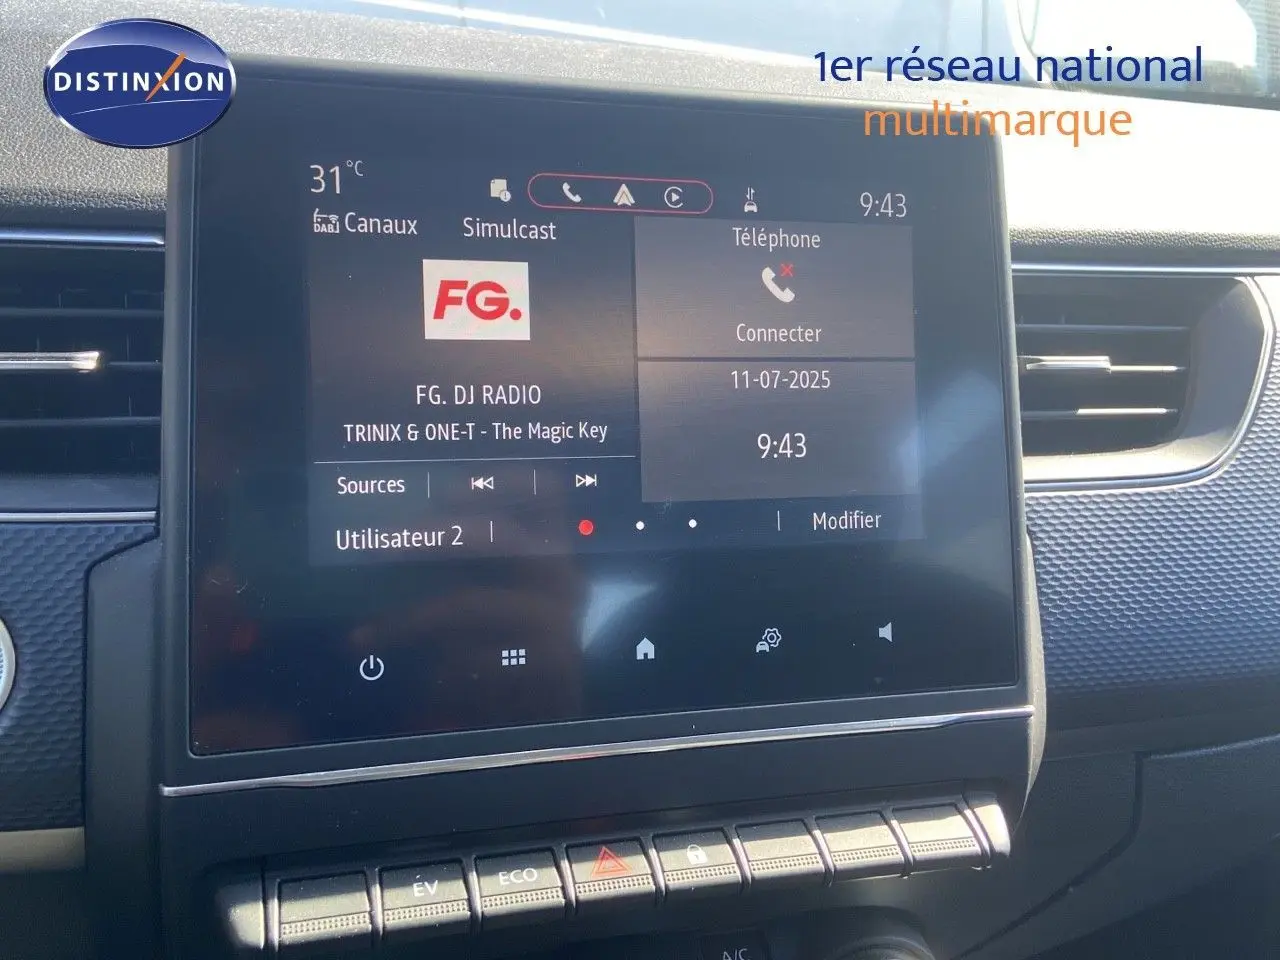 DISTINXION
1er réseau national
multimarque
31°C
9:43
DAB
Canaux
Simulcast
Téléphone
FG.
Connecter
FG. DJ RADIO
11-07-2025
TRINIX & ONE-T - The Magic Key
9:43
Sources
Utilisateur 2
Modifier
EV
ECO
A/C